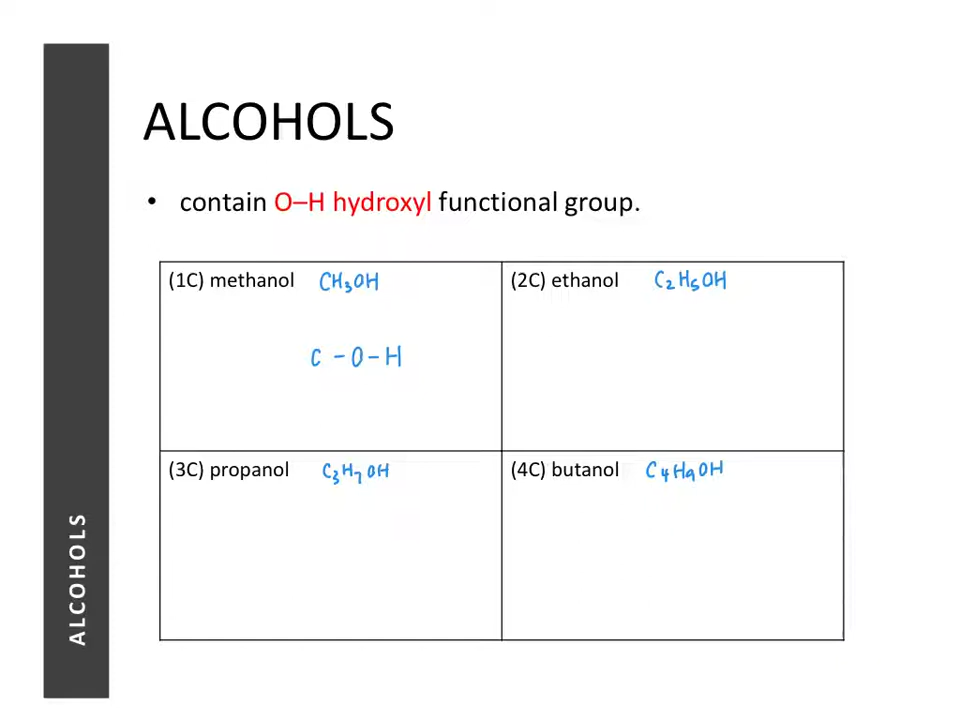 ALCOHOLS
• contain O–H hydroxyl functional group.
(1C) methanol CH₃OH
C - O - H
(2C) ethanol C₂H₅OH
(3C) propanol C₃H₇OH
(4C) butanol C₄H₉OH
ALCOHOLS